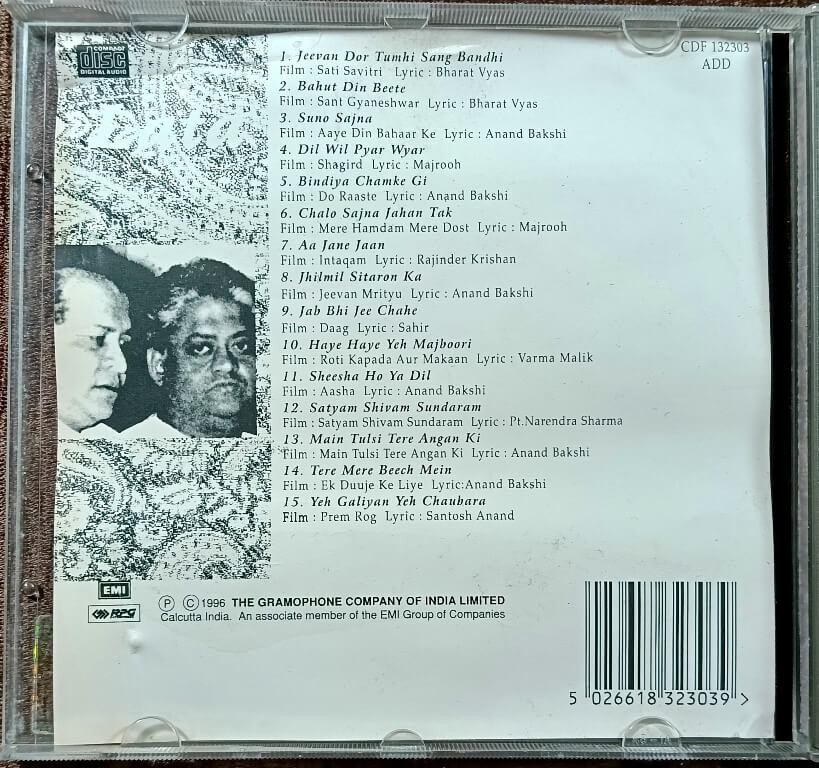 COMPACT
disc
DIGITAL AUDIO
CDF 132303
ADD
1. Jeevan Dor Tumhi Sang Bandhi
Film : Sati Savitri Lyric : Bharat Vyas
2. Bahut Din Beete
Film : Sant Gyaneshwar Lyric : Bharat Vyas
3. Suno Sajna
Film : Aaye Din Bahaar Ke Lyric : Anand Bakshi
4. Dil Wil Pyar Wyar
Film : Shagird Lyric : Majrooh
5. Bindiya Chamke Gi
Film : Do Raaste Lyric : Anand Bakshi
6. Chalo Sajna Jahan Tak
Film : Mere Hamdam Mere Dost Lyric : Majrooh
7. Aa Jane Jaan
Film : Intaqam Lyric : Rajinder Krishan
8. Jhilmil Sitaron Ka
Film : Jeevan Mrityu Lyric : Anand Bakshi
9. Jab Bhi Jee Chahe
Film : Daag Lyric : Sahir
10. Haye Haye Yeh Majboori
Film : Roti Kapada Aur Makaan Lyric : Varma Malik
11. Sheesha Ho Ya Dil
Film : Aasha Lyric : Anand Bakshi
12. Satyam Shivam Sundaram
Film : Satyam Shivam Sundaram Lyric : Pt.Narendra Sharma
13. Main Tulsi Tere Angan Ki
Film : Main Tulsi Tere Angan Ki Lyric : Anand Bakshi
14. Tere Mere Beech Mein
Film : Ek Duuje Ke Liye Lyric:Anand Bakshi
15. Yeh Galiyan Yeh Chaubara
Film : Prem Rog Lyric : Santosh Anand
EMI
RPG
Ⓟ ©1996 THE GRAMOPHONE COMPANY OF INDIA LIMITED
Calcutta India. An associate member of the EMI Group of Companies
5 026618 323039 >